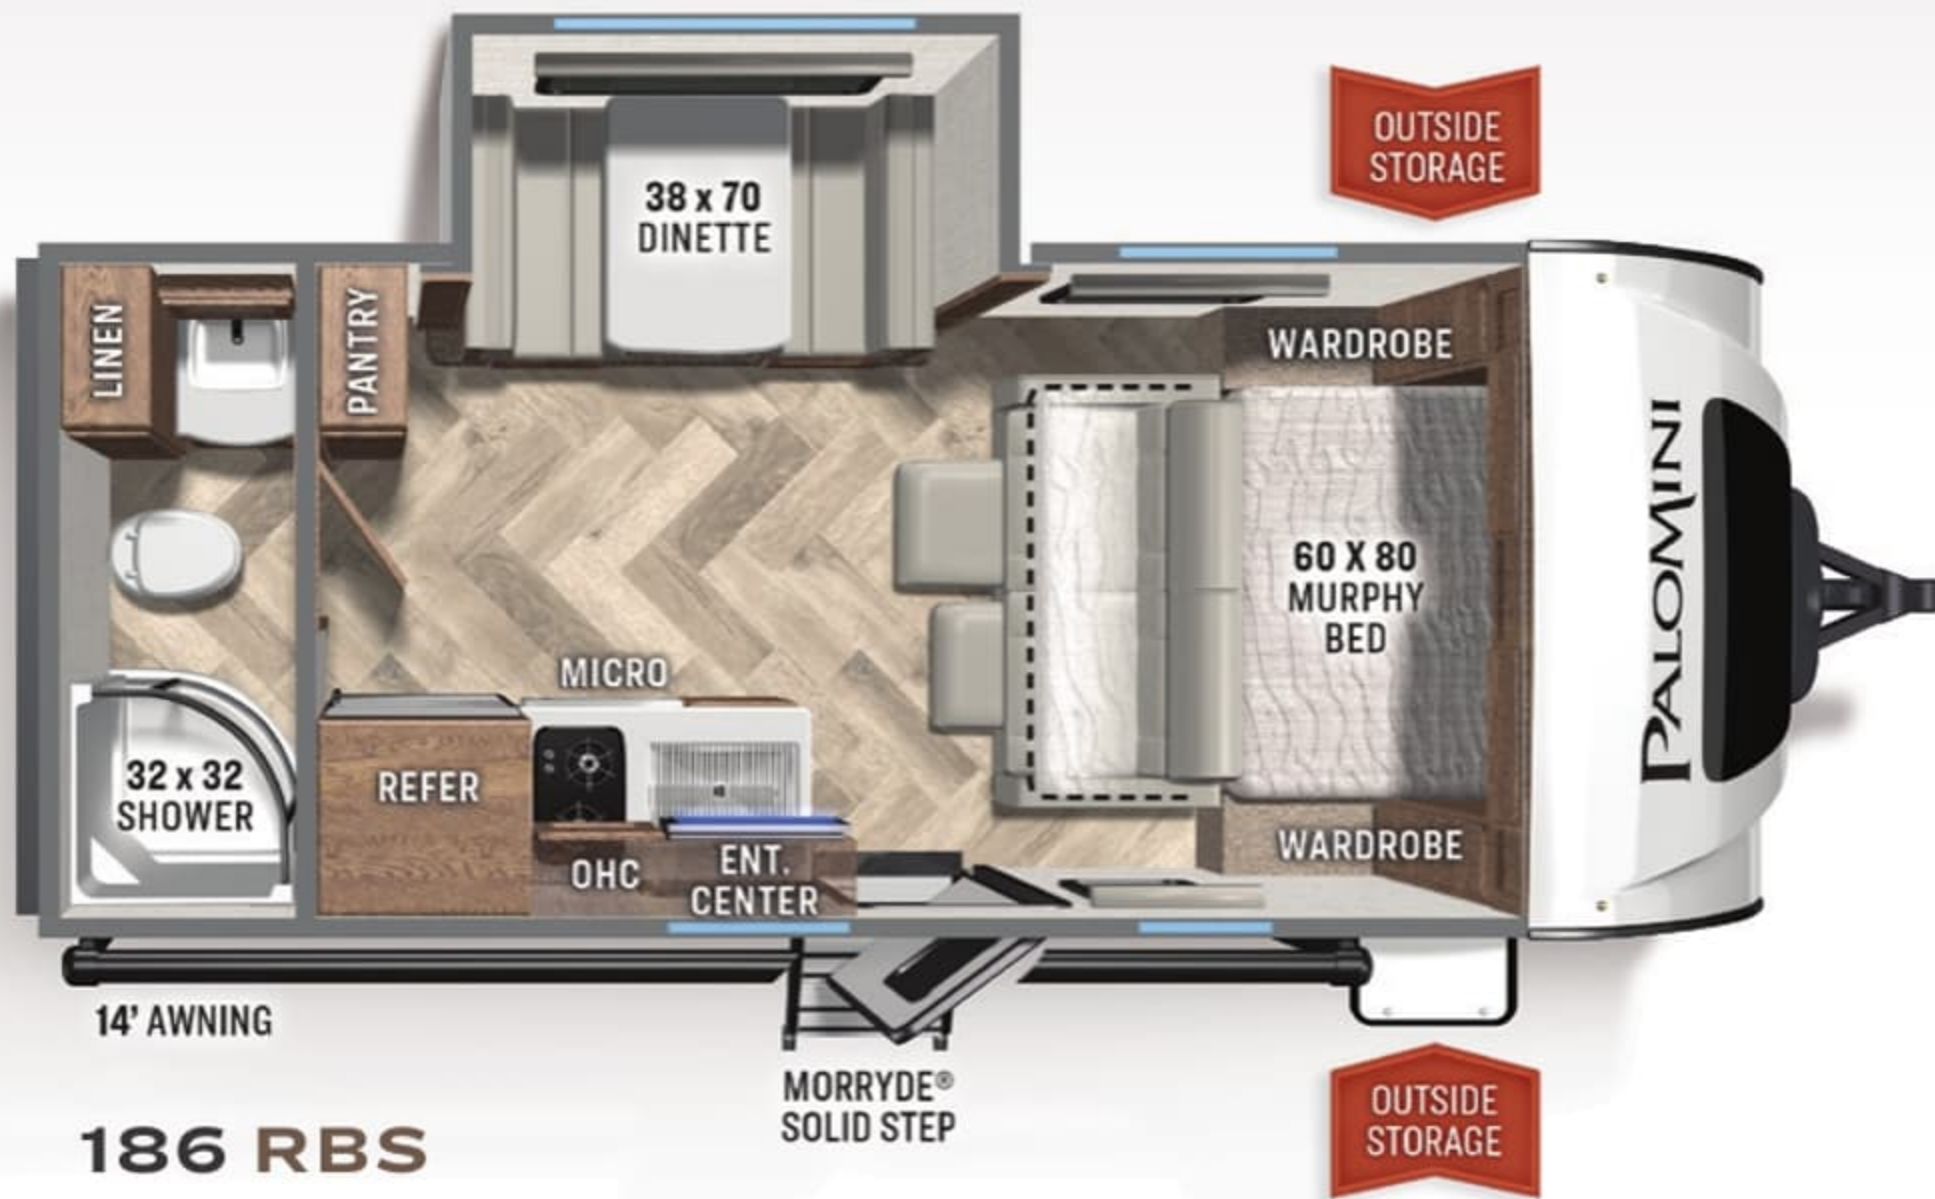 OUTSIDE
STORAGE
38 x 70
DINETTE
LINEN
PANTRY
WARDROBE
60 X 80
MURPHY
BED
PALOMINI
MICRO
32 x 32
SHOWER
REFER
OHC
ENT.
CENTER
WARDROBE
14' AWNING
MORRYDE®
SOLID STEP
OUTSIDE
STORAGE
186 RBS